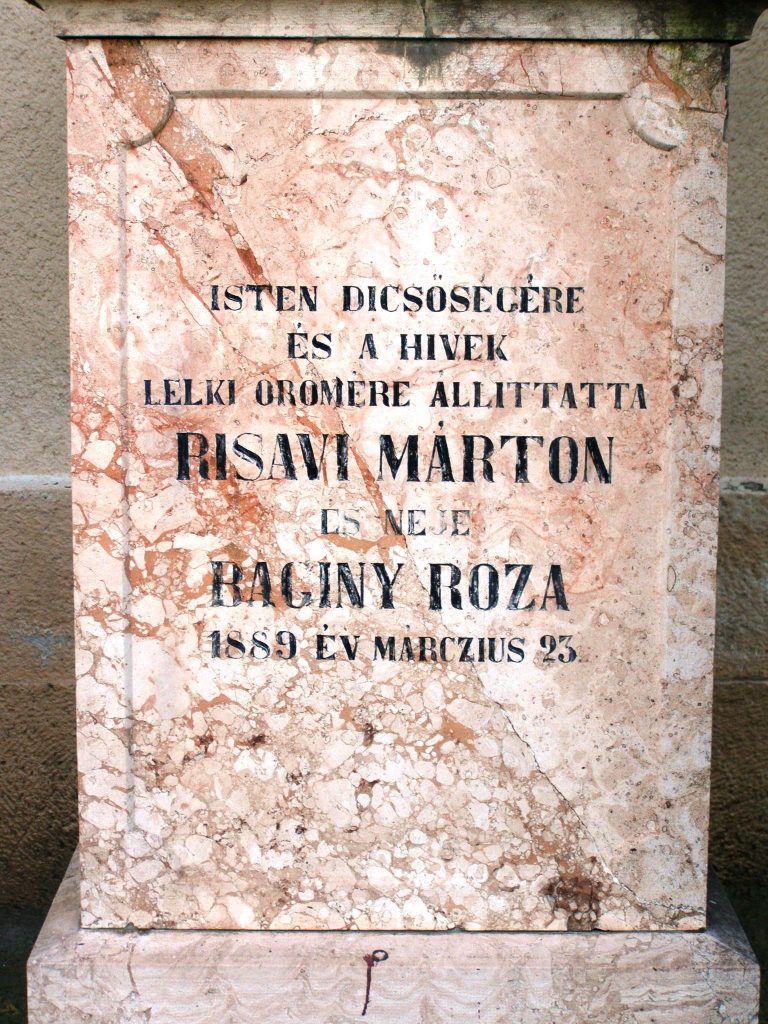 ISTEN DICSŐSÉGÉRE
ÉS A HIVEK
LELKI ÖRÖMÉRE ÁLLITTATTA
RISAVI MÁRTON
ÉS NEJE
BAGINY RÓZA
1889 ÉV MÁRCZIUS 23.